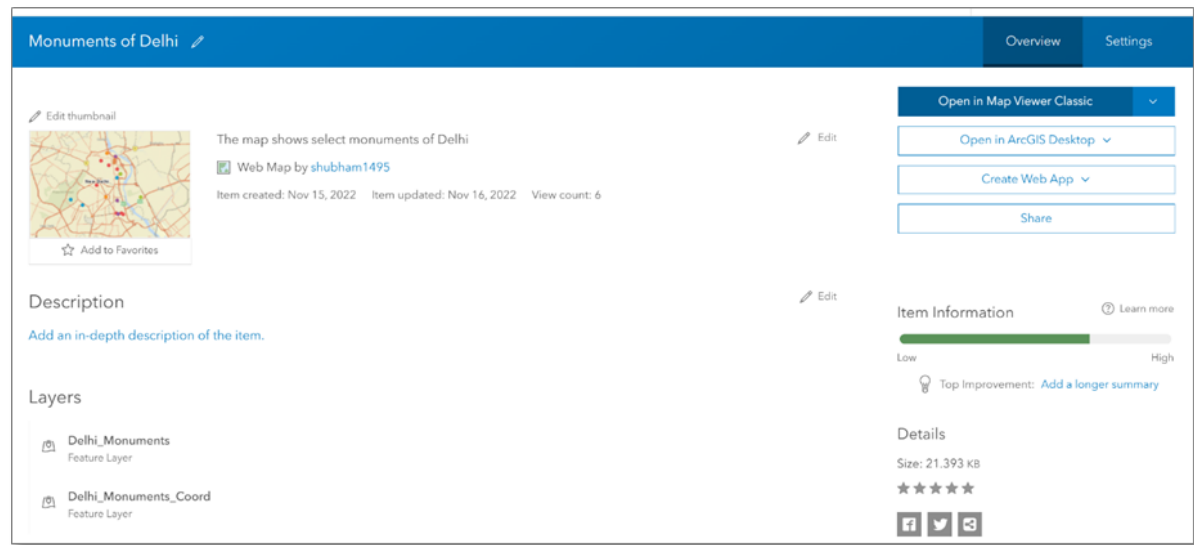 Monuments of Delhi
Overview
Settings
Edit thumbnail
The map shows select monuments of Delhi
Edit
Web Map by shubham1495
Item created: Nov 15, 2022 Item updated: Nov 16, 2022 View count: 6
New Delhi
Add to Favorites
Open in Map Viewer Classic
Open in ArcGIS Desktop
Create Web App
Share
Description
Edit
Add an in-depth description of the item.
Item Information
Learn more
Low
High
Top Improvement: Add a longer summary
Layers
Delhi_Monuments
Feature Layer
Delhi_Monuments_Coord
Feature Layer
Details
Size: 21.393 KB